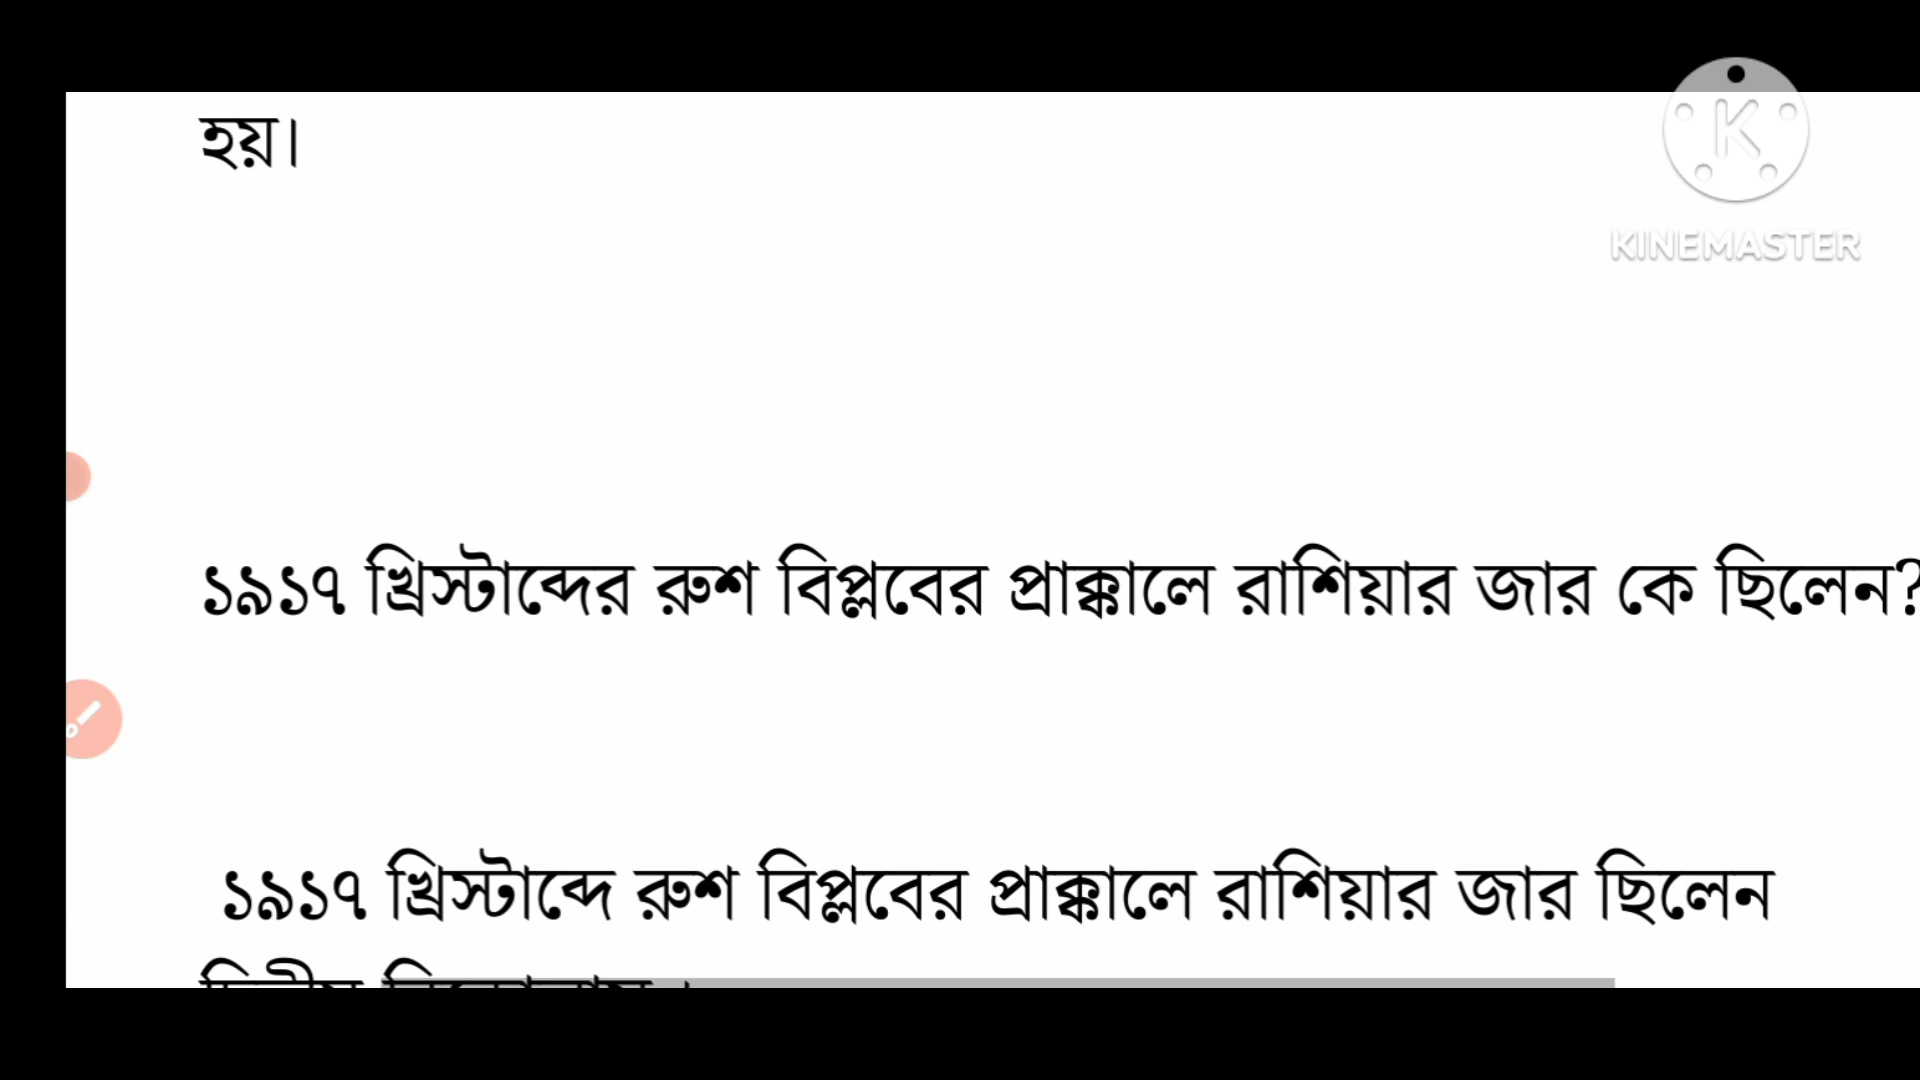 হয়।
K
KINEMASTER
১৯১৭ খ্রিস্টাব্দের রুশ বিপ্লবের প্রাক্কালে রাশিয়ার জার কে ছিলেন?
১৯১৭ খ্রিস্টাব্দে রুশ বিপ্লবের প্রাক্কালে রাশিয়ার জার ছিলেন